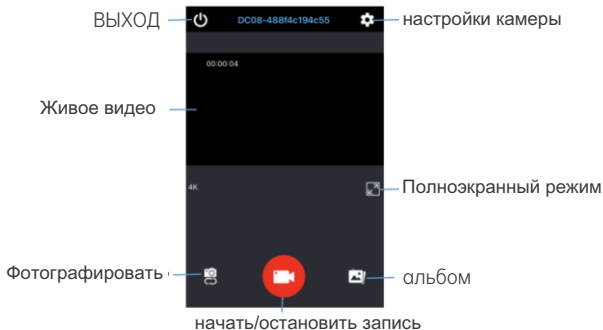 ВЫХОД
DC08-488f4c194c55
настройки камеры
00:00:04
Живое видео
4K
Полноэкранный режим
Фотографировать
альбом
начать/остановить запись